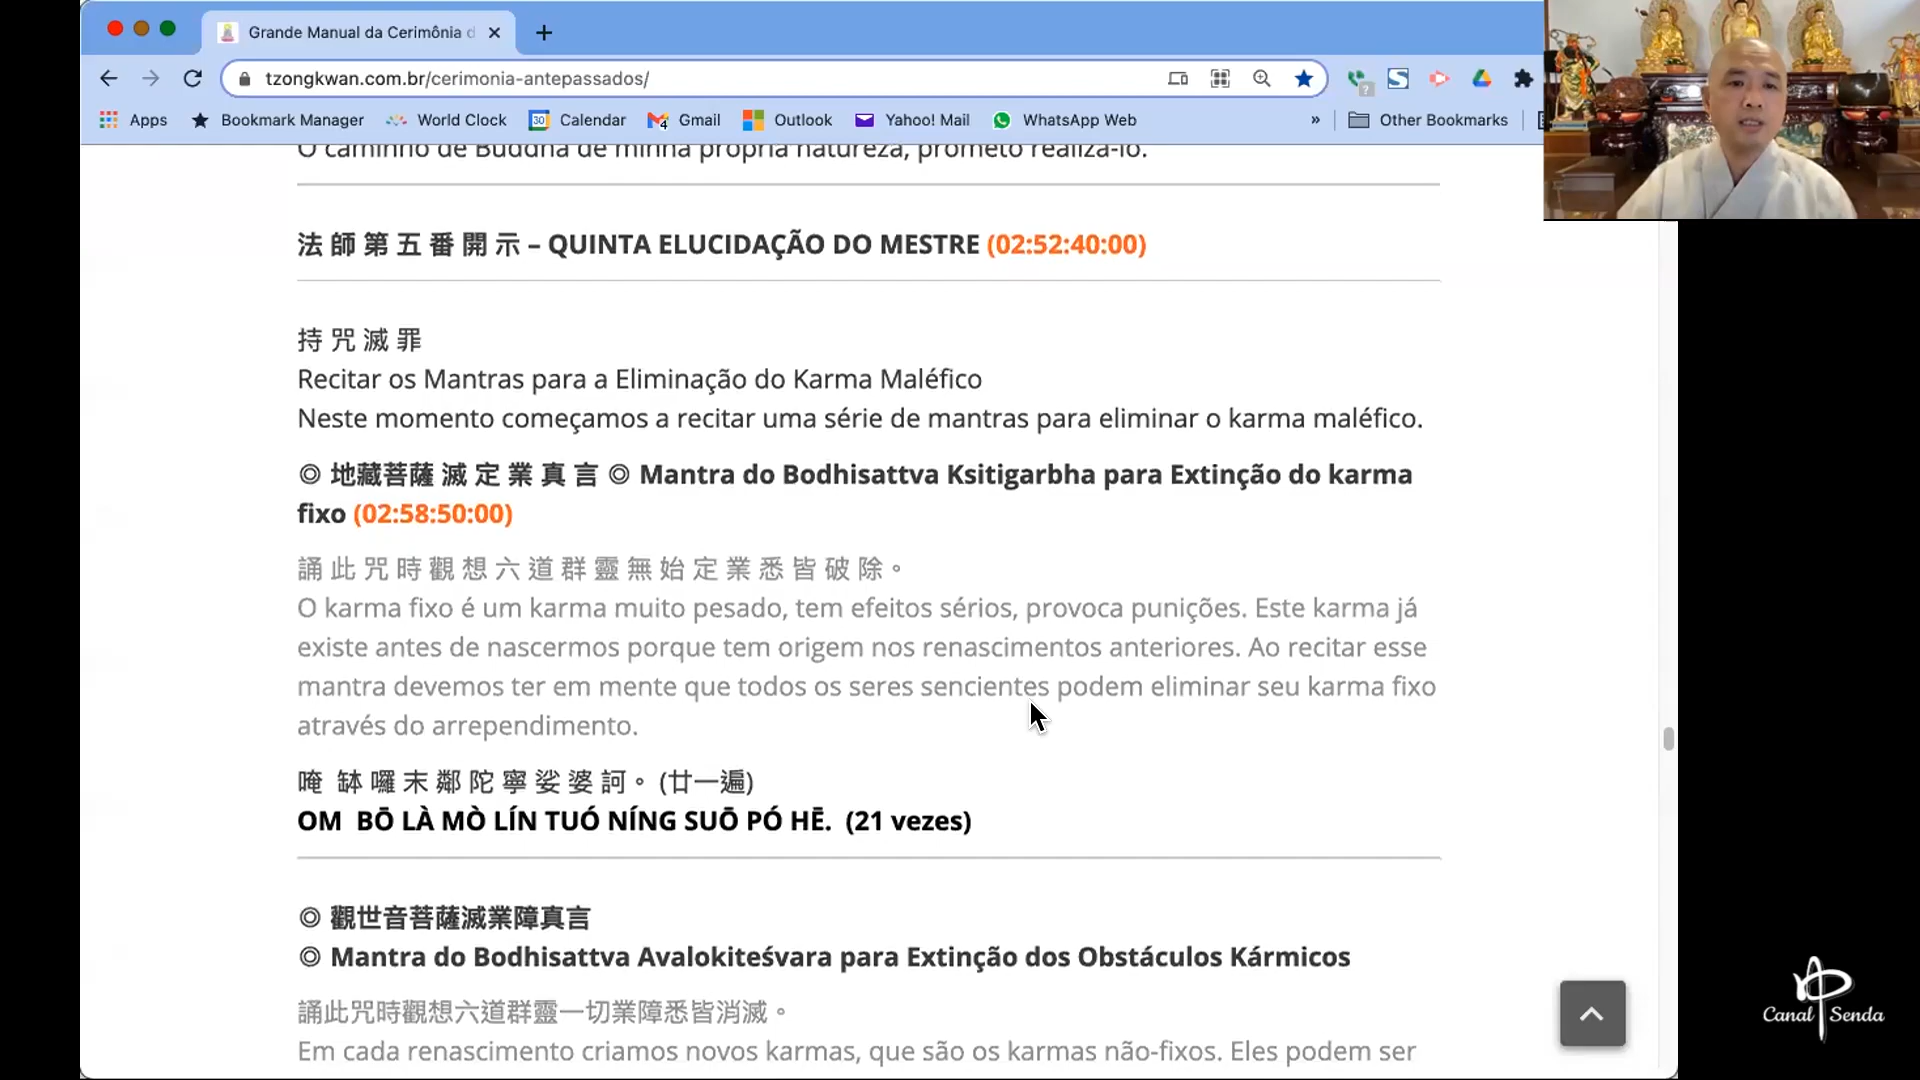 Grande Manual da Cerimônia d
tzongkwan.com.br/cerimonia-antepassados/
Apps Bookmark Manager World Clock Calendar Gmail Outlook Yahoo! Mail WhatsApp Web » Other Bookmarks
O caminho de Buddha de minha própria natureza, prometo realizá-lo.
法 師 第 五 番 開 示 – QUINTA ELUCIDAÇÃO DO MESTRE (02:52:40:00)
持 咒 滅 罪
Recitar os Mantras para a Eliminação do Karma Maléfico
Neste momento começamos a recitar uma série de mantras para eliminar o karma maléfico.
◎ 地藏菩薩 滅 定 業 真 言 ◎ Mantra do Bodhisattva Ksitigarbha para Extinção do karma
fixo (02:58:50:00)
誦 此 咒 時 觀 想 六 道 群 靈 無 始 定 業 悉 皆 破 除。
O karma fixo é um karma muito pesado, tem efeitos sérios, provoca punições. Este karma já
existe antes de nascermos porque tem origem nos renascimentos anteriores. Ao recitar esse
mantra devemos ter em mente que todos os seres sencientes podem eliminar seu karma fixo
através do arrependimento.
唵 缽 囉 末 鄰 陀 寧 娑 婆 訶。(廿一遍)
OM BŌ LÀ MÒ LÍN TUÓ NÍNG SUŌ PÓ HĒ. (21 vezes)
◎ 觀世音菩薩滅業障真言
◎ Mantra do Bodhisattva Avalokiteśvara para Extinção dos Obstáculos Kármicos
誦此咒時觀想六道群靈一切業障悉皆消滅。
Em cada renascimento criamos novos karmas, que são os karmas não-fixos. Eles podem ser
Canal Senda